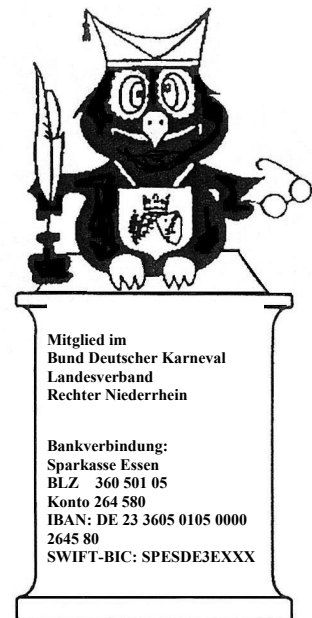 Mitglied im
Bund Deutscher Karneval
Landesverband
Rechter Niederrhein
Bankverbindung:
Sparkasse Essen
BLZ 360 501 05
Konto 264 580
IBAN: DE 23 3605 0105 0000
2645 80
SWIFT-BIC: SPESDE3EXXX